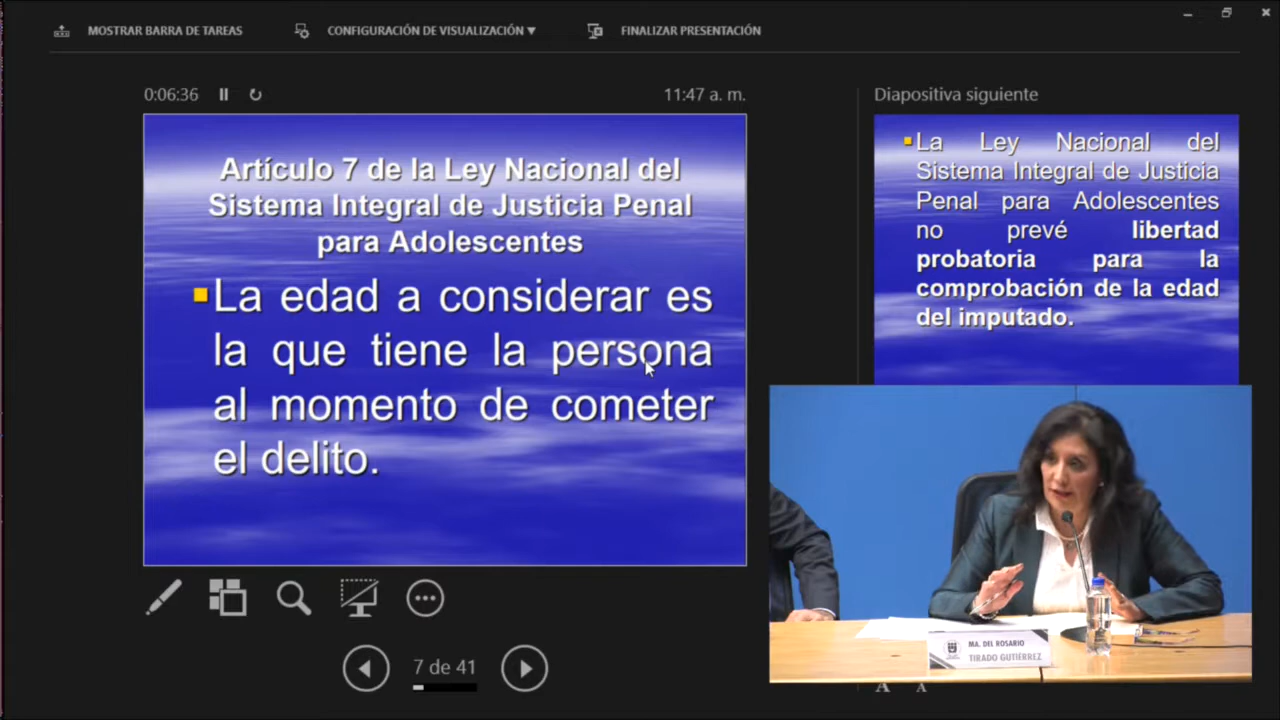 MOSTRAR BARRA DE TAREAS
CONFIGURACIÓN DE VISUALIZACIÓN ▼
FINALIZAR PRESENTACIÓN
0:06:36
11:47 a. m.
Artículo 7 de la Ley Nacional del
Sistema Integral de Justicia Penal
para Adolescentes
La edad a considerar es
la que tiene la persona
al momento de cometer
el delito.
7 de 41
Diapositiva siguiente
La Ley Nacional del
Sistema Integral de Justicia
Penal para Adolescentes
no prevé libertad
probatoria para la
comprobación de la edad
del imputado.
MA. DEL ROSARIO
TIRADO GUTIÉRREZ
A A